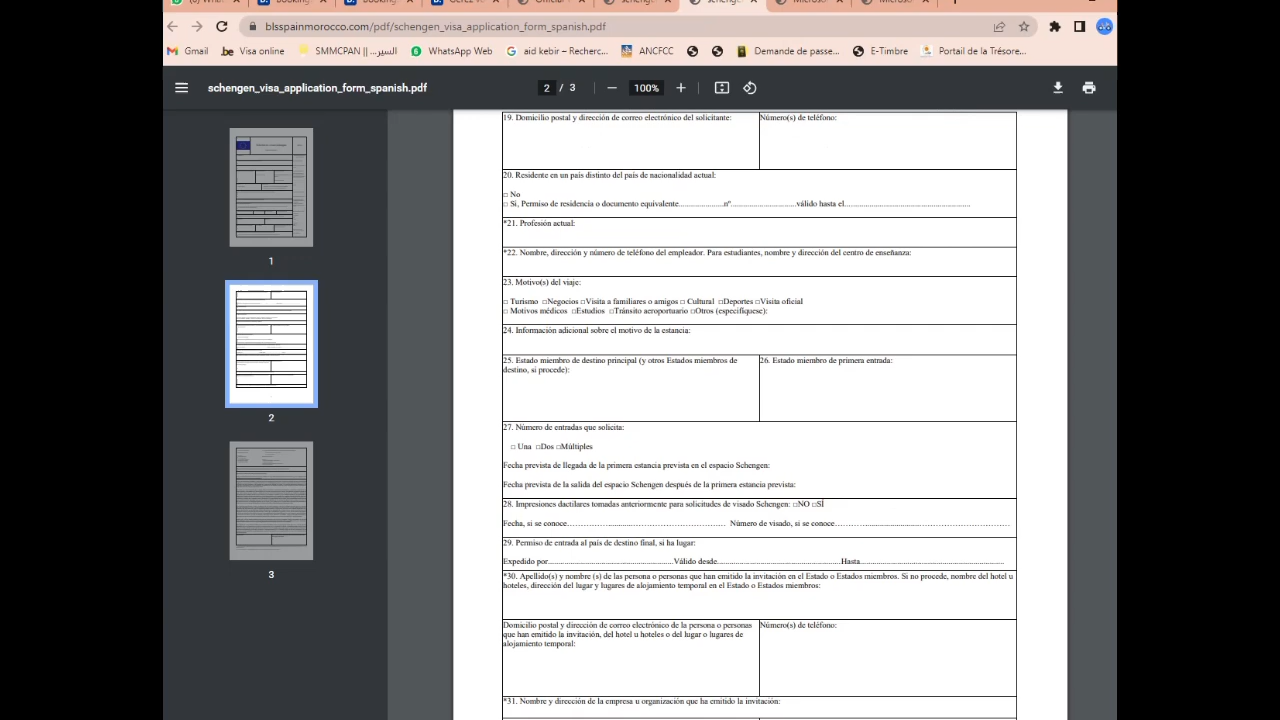 blsspainmorocco.com/pdf/schengen_visa_application_form_spanish.pdf
Gmail
Visa online
SMMCPAN || السير...
WhatsApp Web
aid kebir – Recherc...
ANCFCC
Demande de passe...
E-Timbre
Portail de la Trésore...
schengen_visa_application_form_spanish.pdf
2 / 3
100%
1
2
3
19. Domicilio postal y dirección de correo electrónico del solicitante:
Número(s) de teléfono:
20. Residente en un país distinto del país de nacionalidad actual:
□ No
□ Sí, Permiso de residencia o documento equivalente.....................nº..............................válido hasta el.........................................................
*21. Profesión actual:
*22. Nombre, dirección y número de teléfono del empleador. Para estudiantes, nombre y dirección del centro de enseñanza:
23. Motivo(s) del viaje:
□ Turismo □Negocios □Visita a familiares o amigos □ Cultural □Deportes □Visita oficial
□ Motivos médicos □Estudios □Tránsito aeroportuario □Otros (especifíquese):
24. Información adicional sobre el motivo de la estancia:
25. Estado miembro de destino principal (y otros Estados miembros de
destino, si procede):
26. Estado miembro de primera entrada:
27. Número de entradas que solicita:
□ Una □Dos □Múltiples
Fecha prevista de llegada de la primera estancia prevista en el espacio Schengen:
Fecha prevista de la salida del espacio Schengen después de la primera estancia prevista:
28. Impresiones dactilares tomadas anteriormente para solicitudes de visado Schengen: □NO □SÍ
Fecha, si se conoce.......................................................... Número de visado, si se conoce..............................................................
29. Permiso de entrada al país de destino final, si ha lugar:
Expedido por.........................................................Válido desde.......................................................Hasta................................................................
*30. Apellido(s) y nombre (s) de las persona o personas que han emitido la invitación en el Estado o Estados miembros. Si no procede, nombre del hotel u
hoteles, dirección del lugar y lugares de alojamiento temporal en el Estado o Estados miembros:
Domicilio postal y dirección de correo electrónico de la persona o personas
que han emitido la invitación, del hotel u hoteles o del lugar o lugares de
alojamiento temporal:
Número(s) de teléfono:
*31. Nombre y dirección de la empresa u organización que ha emitido la invitación: